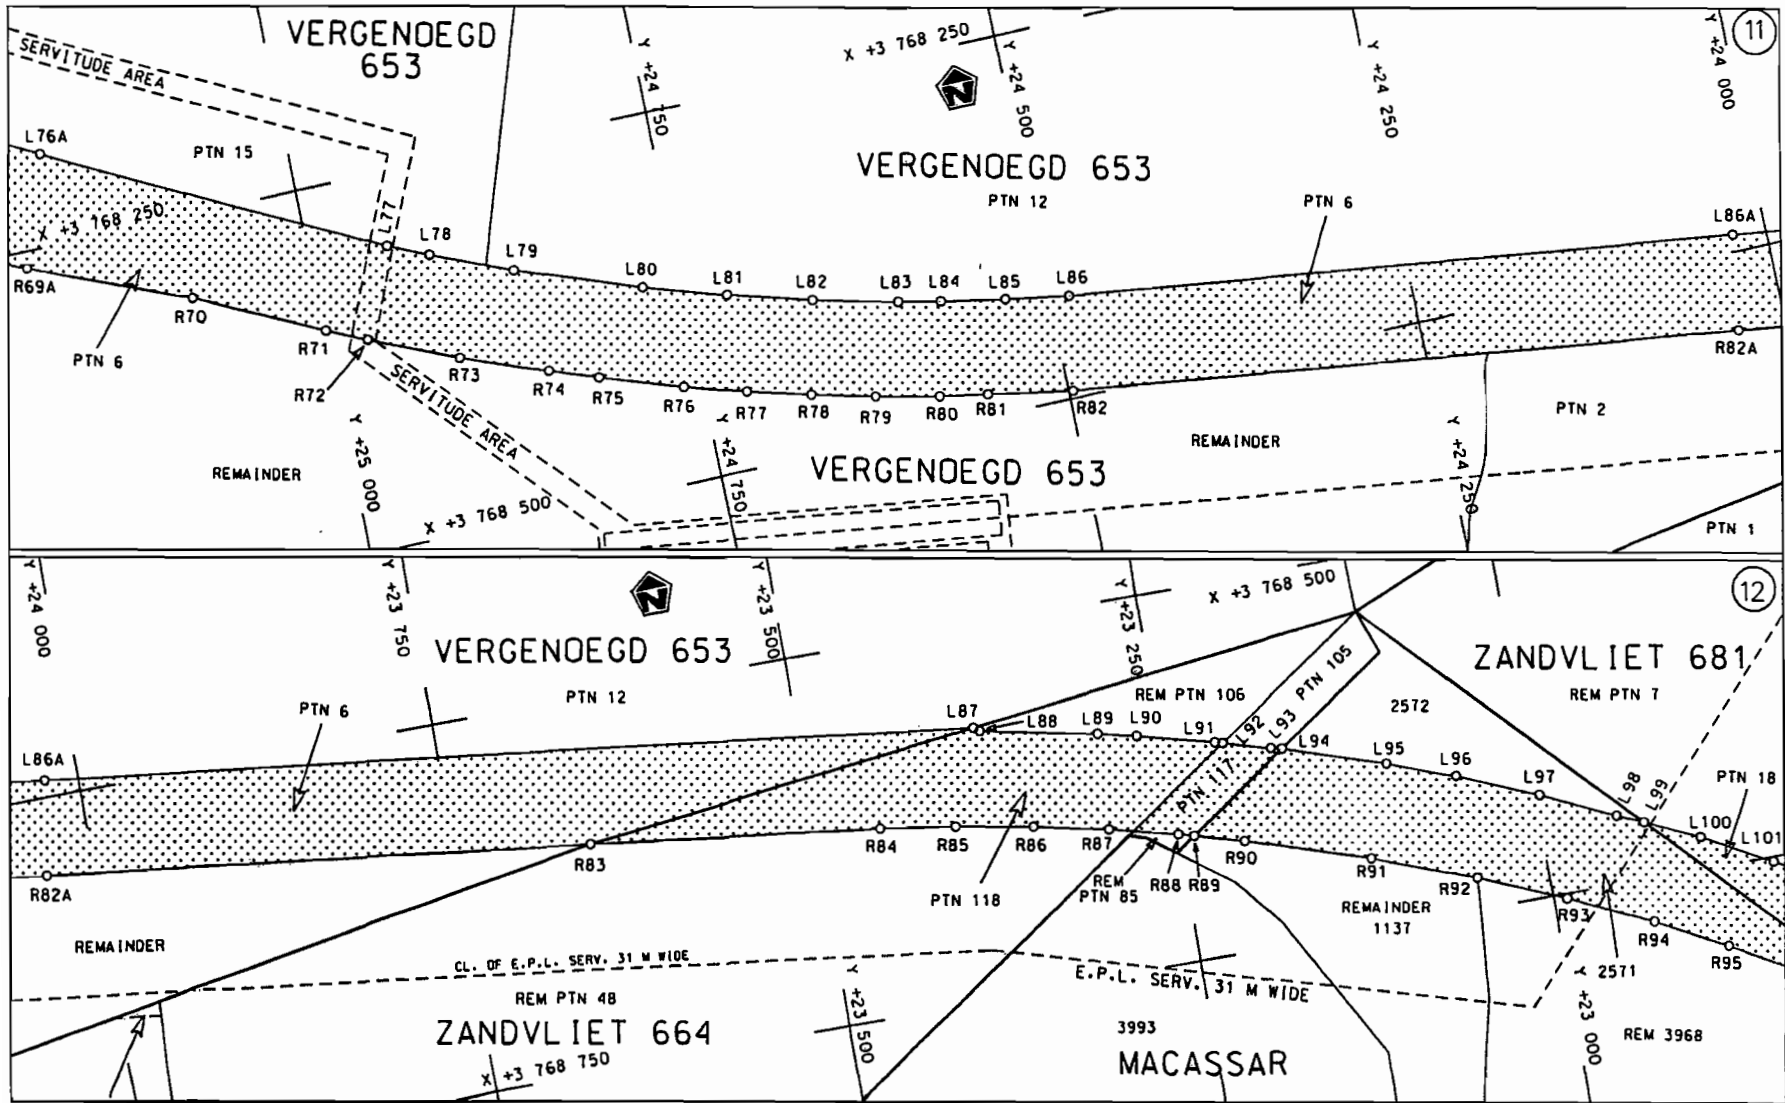 VERGENOEGD
653
SERVITUDE AREA
X +3 768 250
Y +24 750
Y +24 500
Y +24 250
Y +24 000
11
N
L76A
PTN 15
VERGENOEGD 653
PTN 12
PTN 6
L86A
X +3 768 250
L77
L78
L79
L80
L81
L82
L83
L84
L85
L86
R69A
R70
R71
R72
R73
R74
R75
R76
R77
R78
R79
R80
R81
R82
R82A
PTN 6
SERVITUDE AREA
PTN 2
REMAINDER
Y +25 000
Y +24 750
VERGENOEGD 653
REMAINDER
Y +24 250
X +3 768 500
PTN 1
Y +24 000
Y +23 750
Y +23 500
Y +23 250
X +3 768 500
12
N
VERGENOEGD 653
PTN 12
PTN 6
REM PTN 106
PTN 105
ZANDVLIET 681
REM PTN 7
2572
L86A
L87
L88
L89
L90
L91
L92
L93
L94
L95
L96
L97
L98
L99
L100
L101
PTN 18
PTN 117
R82A
R83
R84
R85
R86
R87
R88
R89
R90
R91
R92
R93
R94
R95
PTN 118
REM
PTN 85
REMAINDER
1137
REMAINDER
CL. OF E.P.L. SERV. 31 M WIDE
E.P.L. SERV. 31 M WIDE
2571
REM PTN 48
ZANDVLIET 664
Y +23 500
X +3 768 750
3993
MACASSAR
Y +23 000
REM 3968